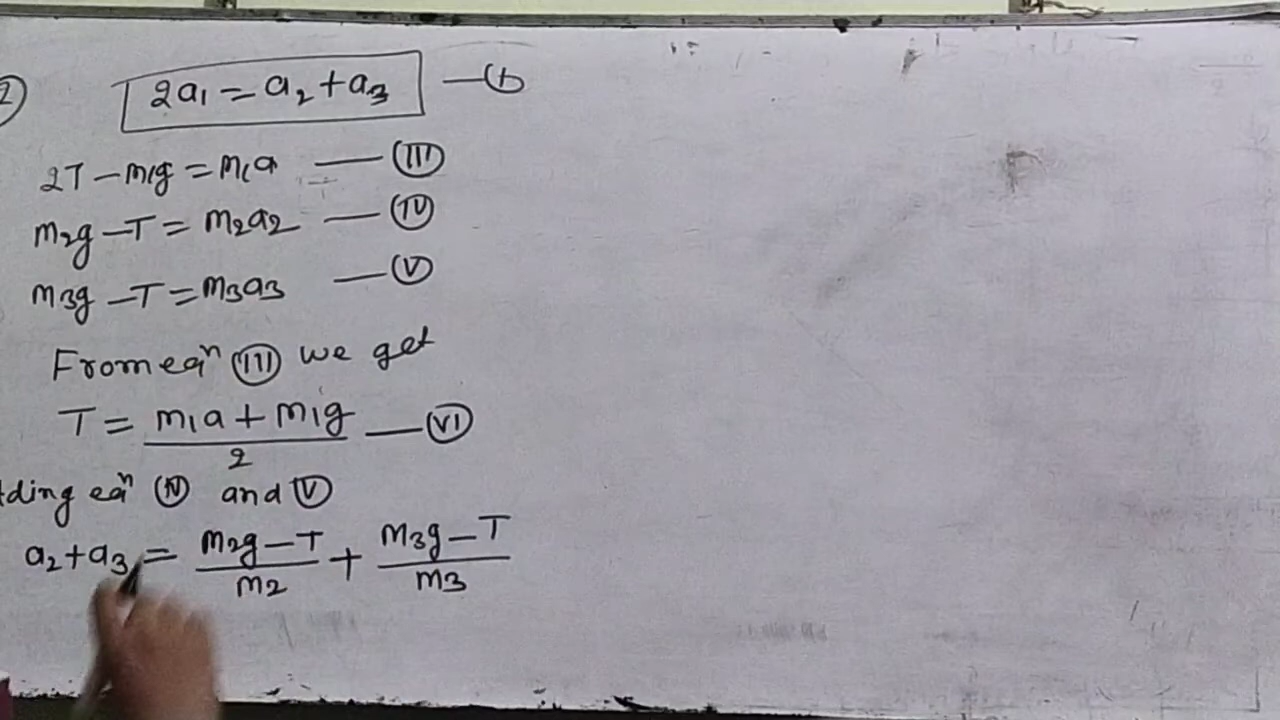 2a₁ = a₂ + a₃ —(1)
2T – m₁g = m₁a —(III)
m₂g – T = m₂a₂ —(IV)
m₃g – T = m₃a₃ —(V)
From eqⁿ (III) we get
T = (m₁a + m₁g)/2 —(VI)
ding eqⁿ (IV) and (V)
a₂ + a₃ = (m₂g – T)/m₂ + (m₃g – T)/m₃